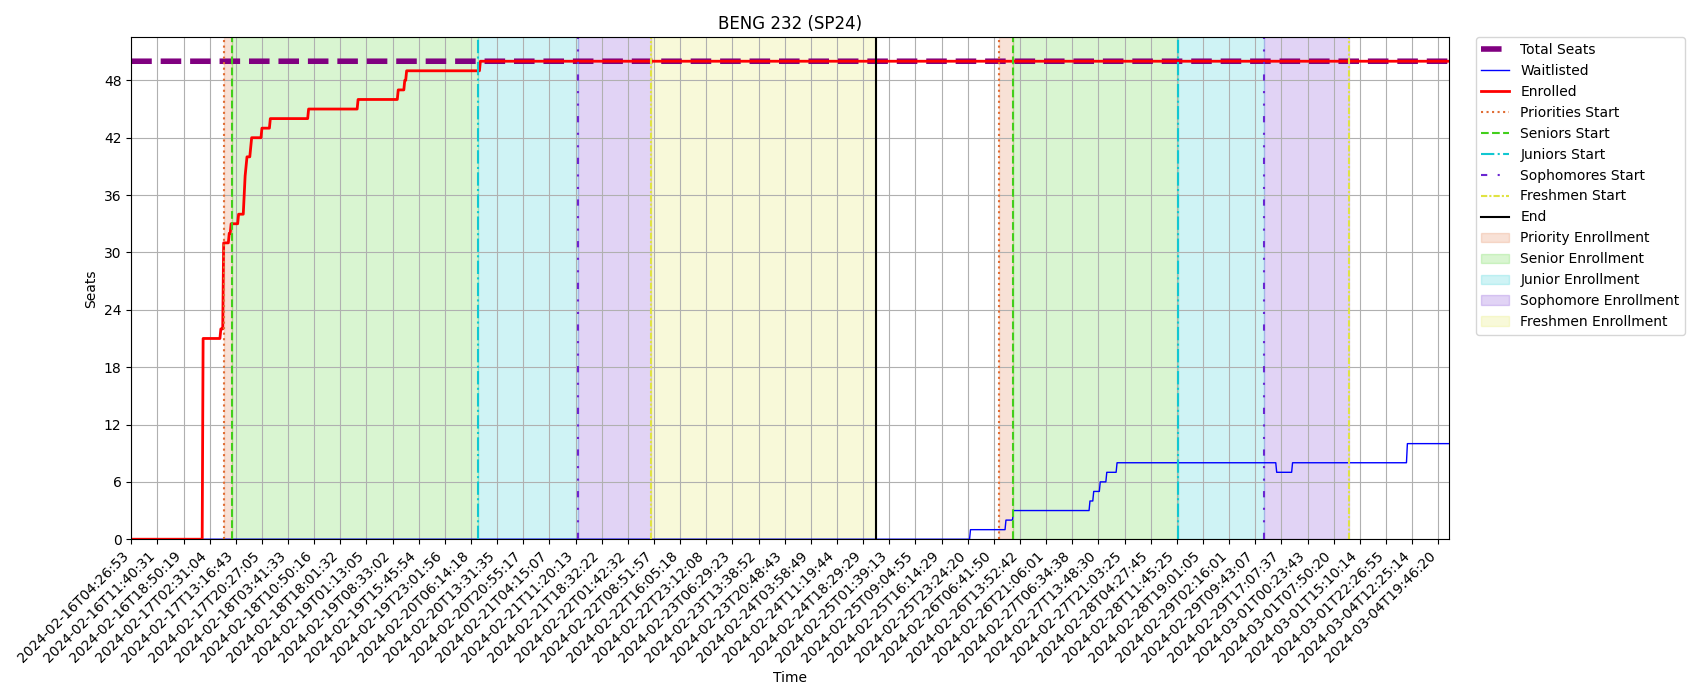 BENG 232 (SP24)
Total Seats
Waitlisted
Enrolled
Priorities Start
Seniors Start
Juniors Start
Sophomores Start
Freshmen Start
End
Priority Enrollment
Senior Enrollment
Junior Enrollment
Sophomore Enrollment
Freshmen Enrollment
Seats
48
42
36
30
24
18
12
6
0
2024-02-16T04:26:53
2024-02-16T11:40:31
2024-02-16T18:50:19
2024-02-17T02:31:04
2024-02-17T13:16:43
2024-02-17T20:27:05
2024-02-18T03:41:33
2024-02-18T10:50:16
2024-02-18T18:01:32
2024-02-19T01:13:05
2024-02-19T08:33:02
2024-02-19T15:45:54
2024-02-19T23:01:56
2024-02-20T06:14:18
2024-02-20T13:31:35
2024-02-20T20:55:17
2024-02-21T04:15:07
2024-02-21T11:20:13
2024-02-21T18:32:22
2024-02-22T01:42:32
2024-02-22T08:51:57
2024-02-22T16:05:18
2024-02-22T23:12:08
2024-02-23T06:29:23
2024-02-23T13:38:52
2024-02-23T20:48:43
2024-02-24T03:58:49
2024-02-24T11:19:44
2024-02-24T18:29:29
2024-02-25T01:39:13
2024-02-25T09:04:55
2024-02-25T16:14:29
2024-02-25T23:24:20
2024-02-26T06:41:50
2024-02-26T13:52:42
2024-02-26T21:06:01
2024-02-27T06:34:38
2024-02-27T13:48:30
2024-02-27T21:03:25
2024-02-28T04:27:45
2024-02-28T11:45:25
2024-02-28T19:01:05
2024-02-29T02:16:01
2024-02-29T09:43:07
2024-02-29T17:07:37
2024-03-01T00:23:43
2024-03-01T07:50:20
2024-03-01T15:10:14
2024-03-01T22:26:55
2024-03-04T12:25:14
2024-03-04T19:46:20
Time